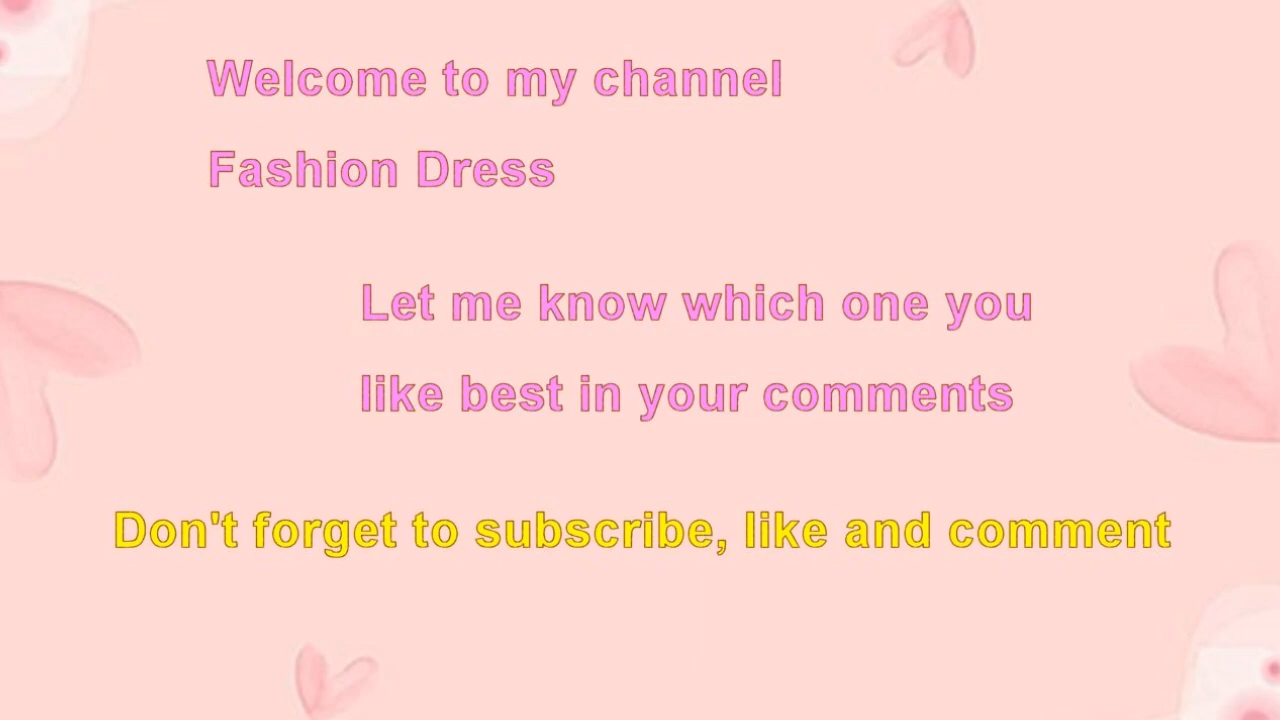 Welcome to my channel
Fashion Dress
Let me know which one you
like best in your comments
Don't forget to subscribe, like and comment